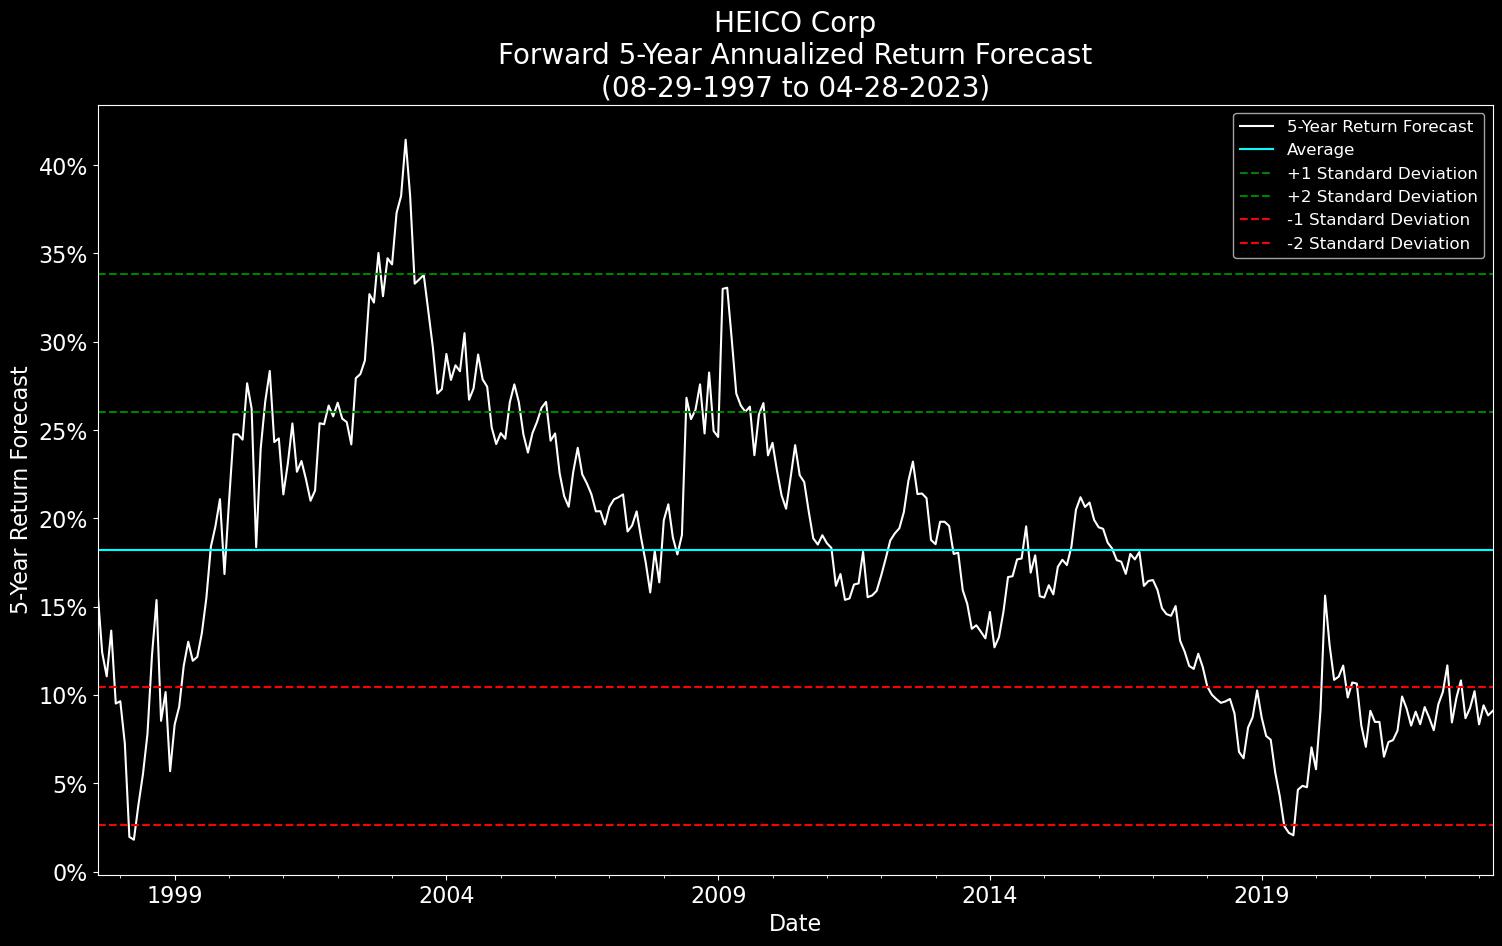 HEICO Corp
Forward 5-Year Annualized Return Forecast
(08-29-1997 to 04-28-2023)
5-Year Return Forecast
Average
+1 Standard Deviation
+2 Standard Deviation
-1 Standard Deviation
-2 Standard Deviation
5-Year Return Forecast
40%
35%
30%
25%
20%
15%
10%
5%
0%
1999 2004 2009 2014 2019
Date